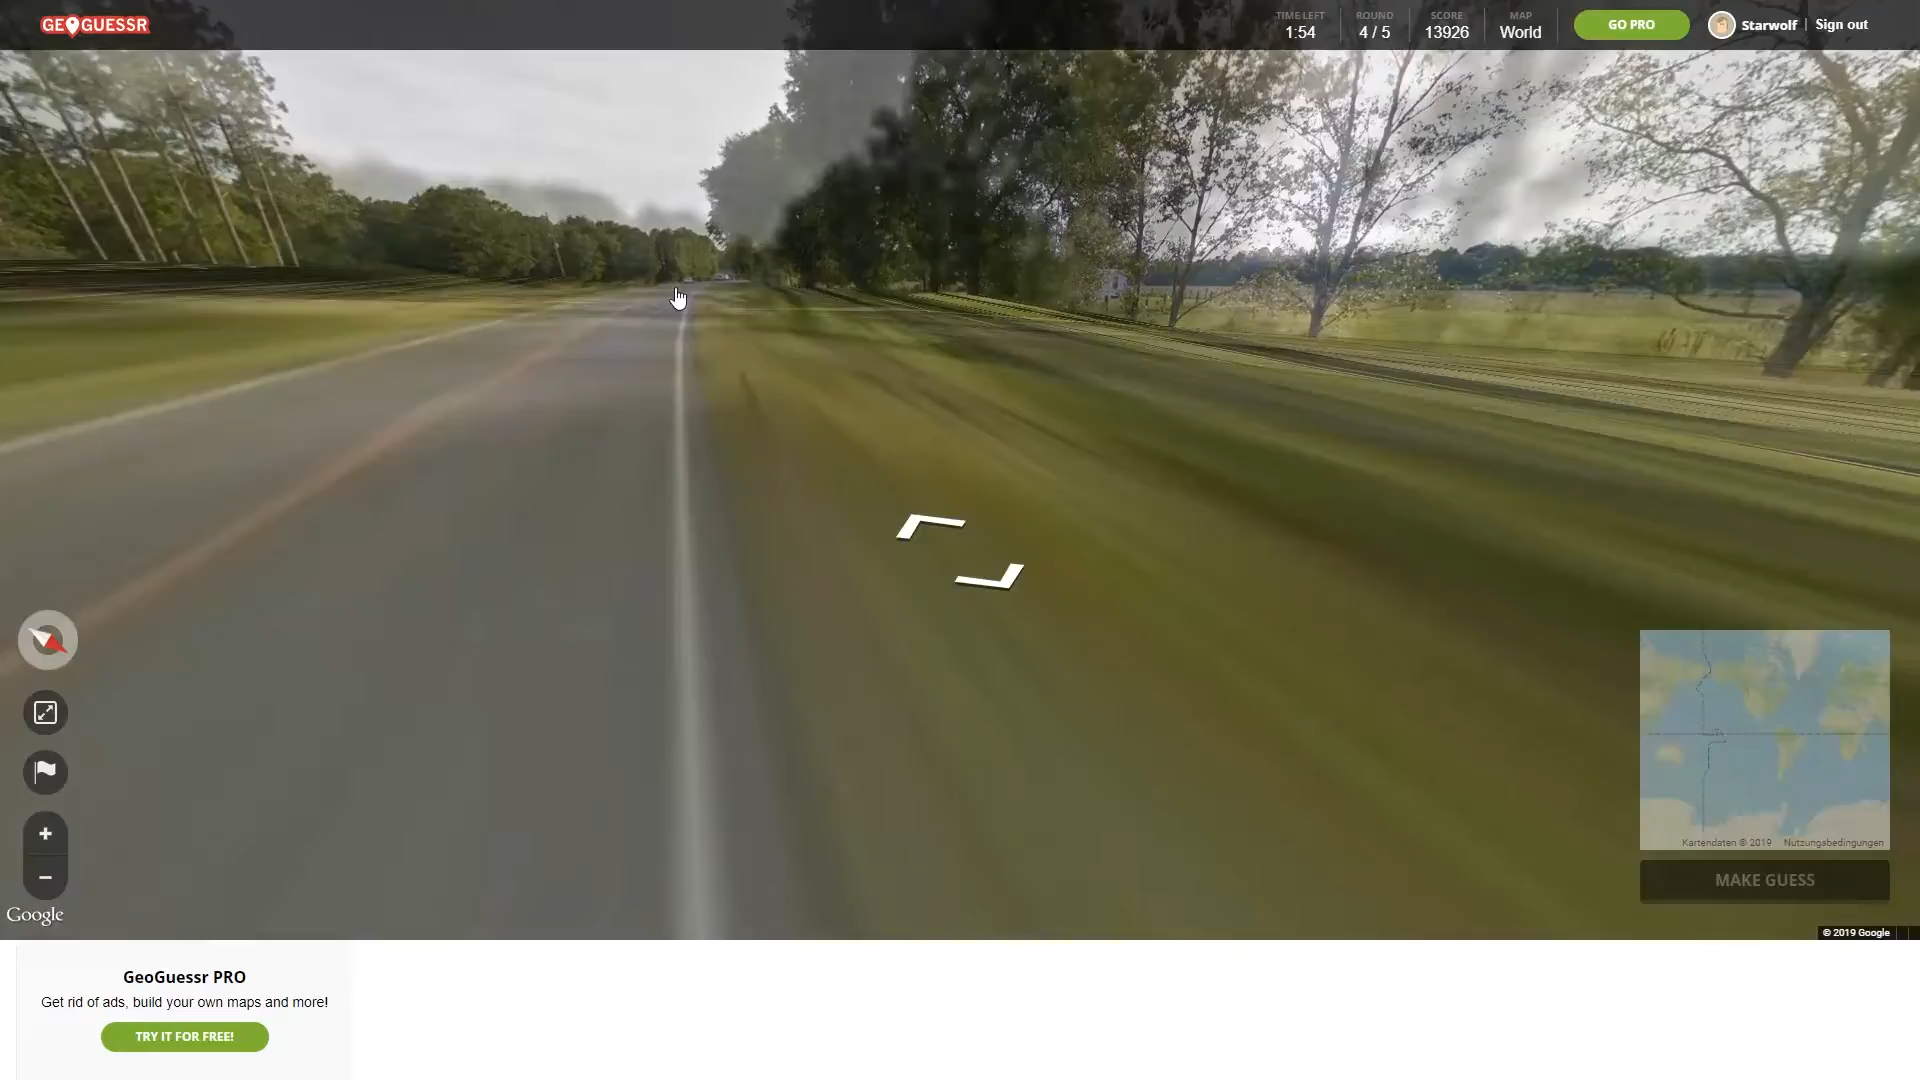 GEOGUESSR
TIME LEFT
1:54
ROUND
4 / 5
SCORE
13926
MAP
World
GO PRO
Starwolf
Sign out
Kartendaten © 2019
Nutzungsbedingungen
MAKE GUESS
Google
© 2019 Google
GeoGuessr PRO
Get rid of ads, build your own maps and more!
TRY IT FOR FREE!